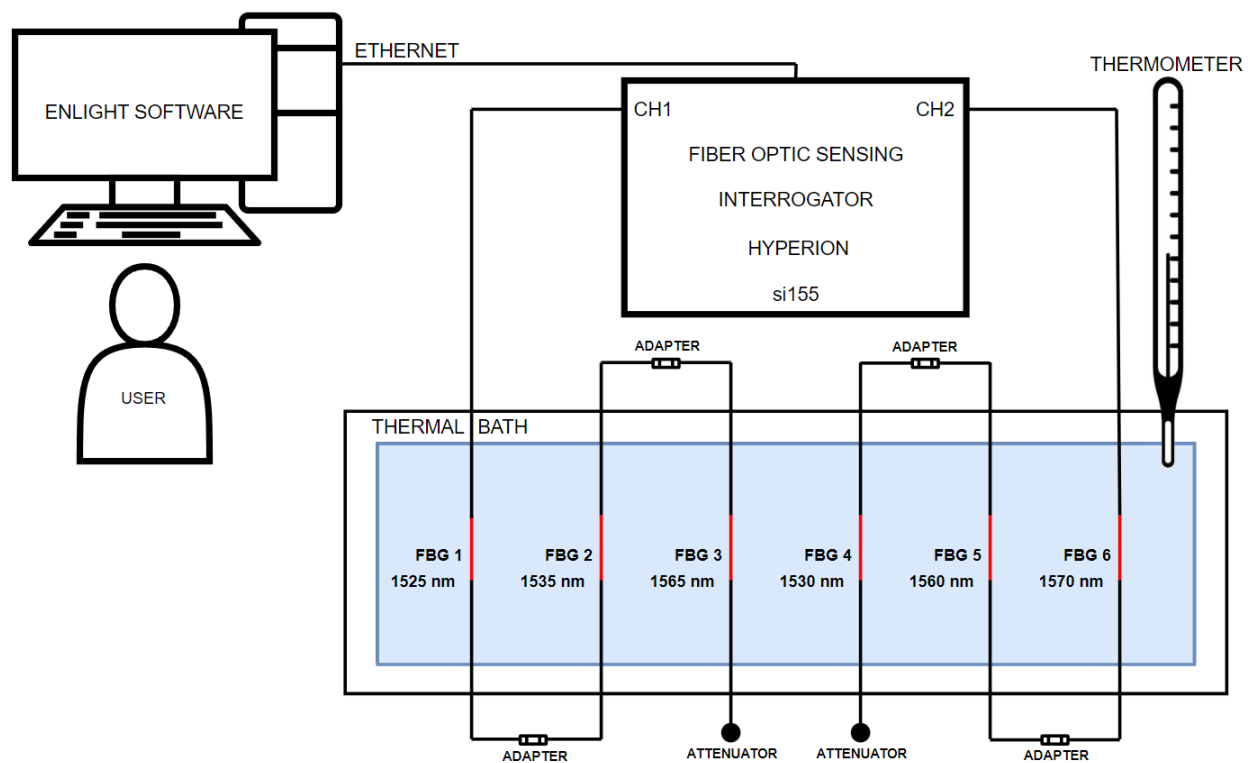 ETHERNET
THERMOMETER
ENLIGHT SOFTWARE
CH1
CH2
FIBER OPTIC SENSING
INTERROGATOR
HYPERION
si155
ADAPTER
ADAPTER
USER
THERMAL BATH
FBG 1
1525 nm
FBG 2
1535 nm
FBG 3
1565 nm
FBG 4
1530 nm
FBG 5
1560 nm
FBG 6
1570 nm
ADAPTER
ATTENUATOR
ATTENUATOR
ADAPTER